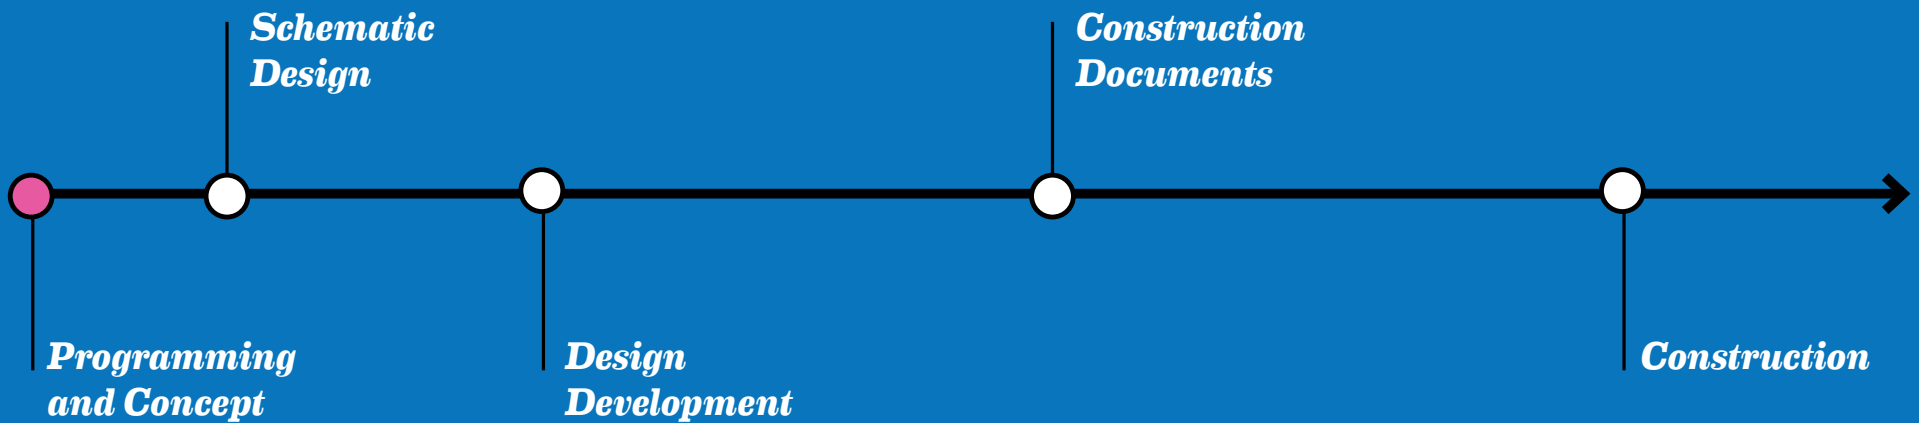 Schematic
Design
Construction
Documents
Programming
and Concept
Design
Development
Construction